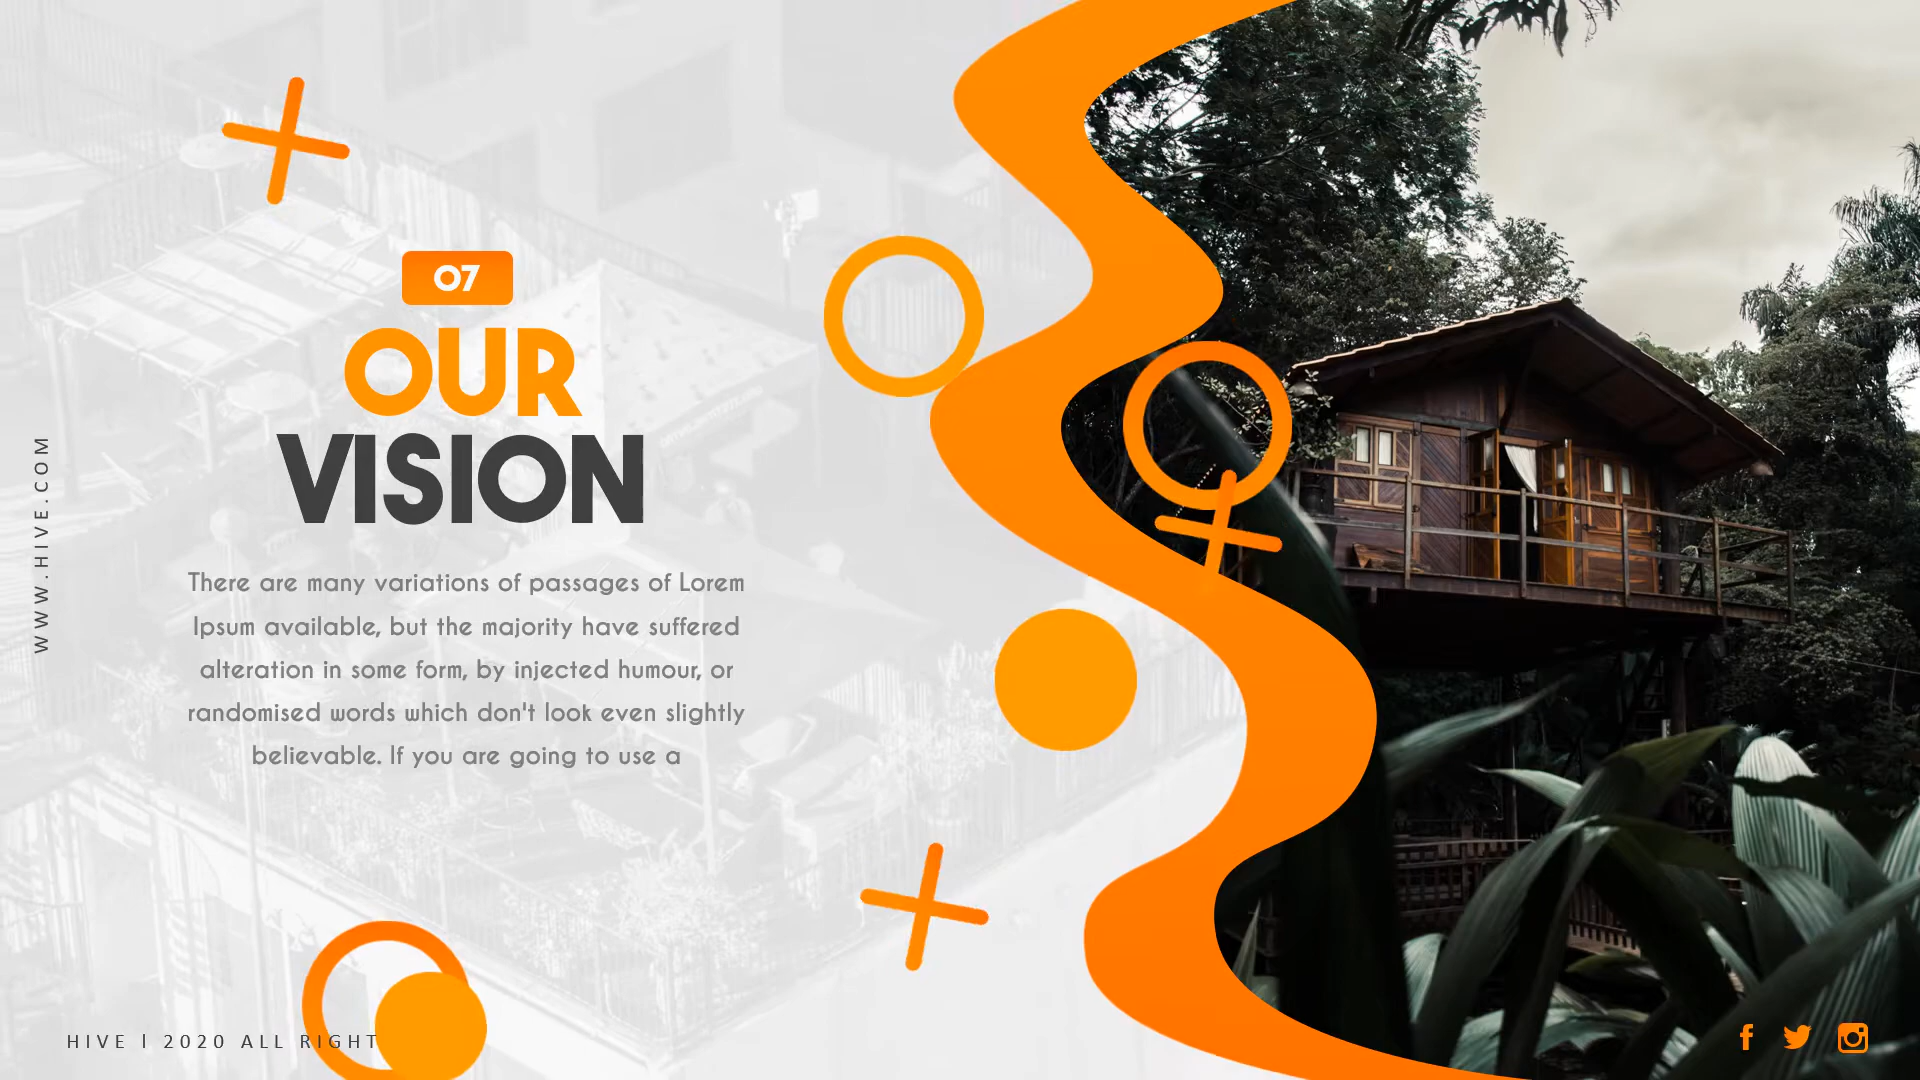 07
OUR
VISION
There are many variations of passages of Lorem
Ipsum available, but the majority have suffered
alteration in some form, by injected humour, or
randomised words which don't look even slightly
believable. If you are going to use a
WWW.HIVE.COM
HIVE | 2020 ALL RIGHT